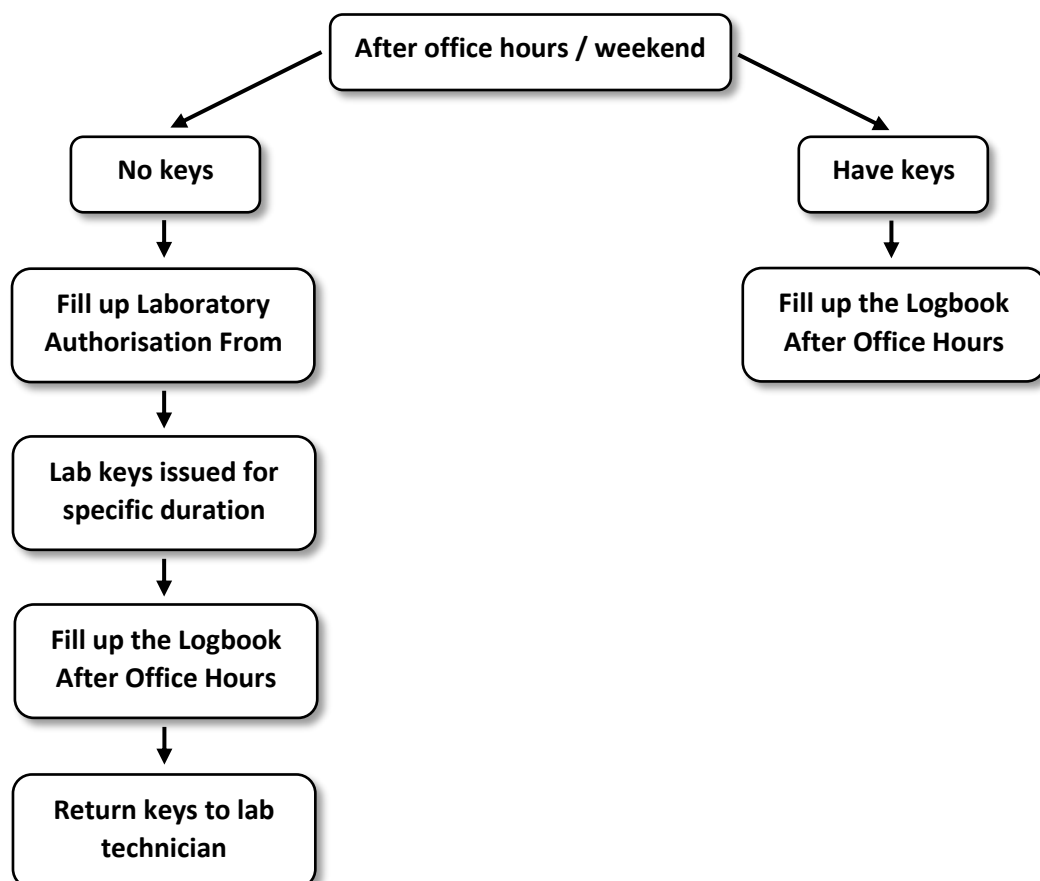 After office hours / weekend
No keys
Have keys
Fill up Laboratory
Authorisation From
Fill up the Logbook
After Office Hours
Lab keys issued for
specific duration
Fill up the Logbook
After Office Hours
Return keys to lab
technician